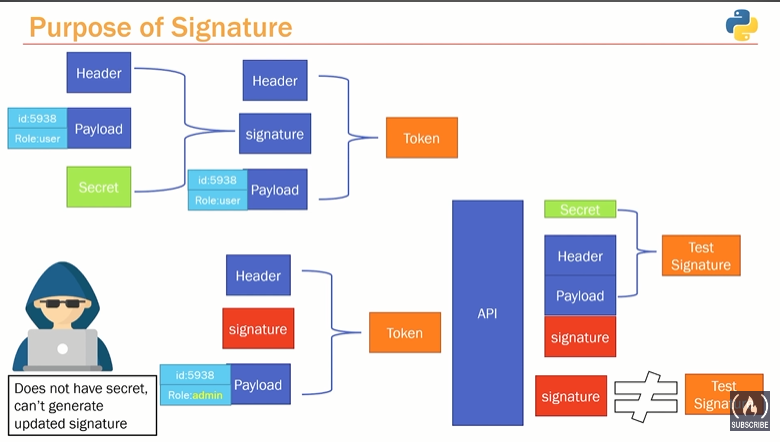 Purpose of Signature
Header
id:5938
Role:user
Payload
Secret
Header
signature
id:5938
Role:user
Payload
Token
Header
signature
id:5938
Role:admin
Payload
Token
Does not have secret,
can't generate
updated signature
API
Secret
Header
Payload
signature
Test
Signature
signature
Test
SUBSCRIBE